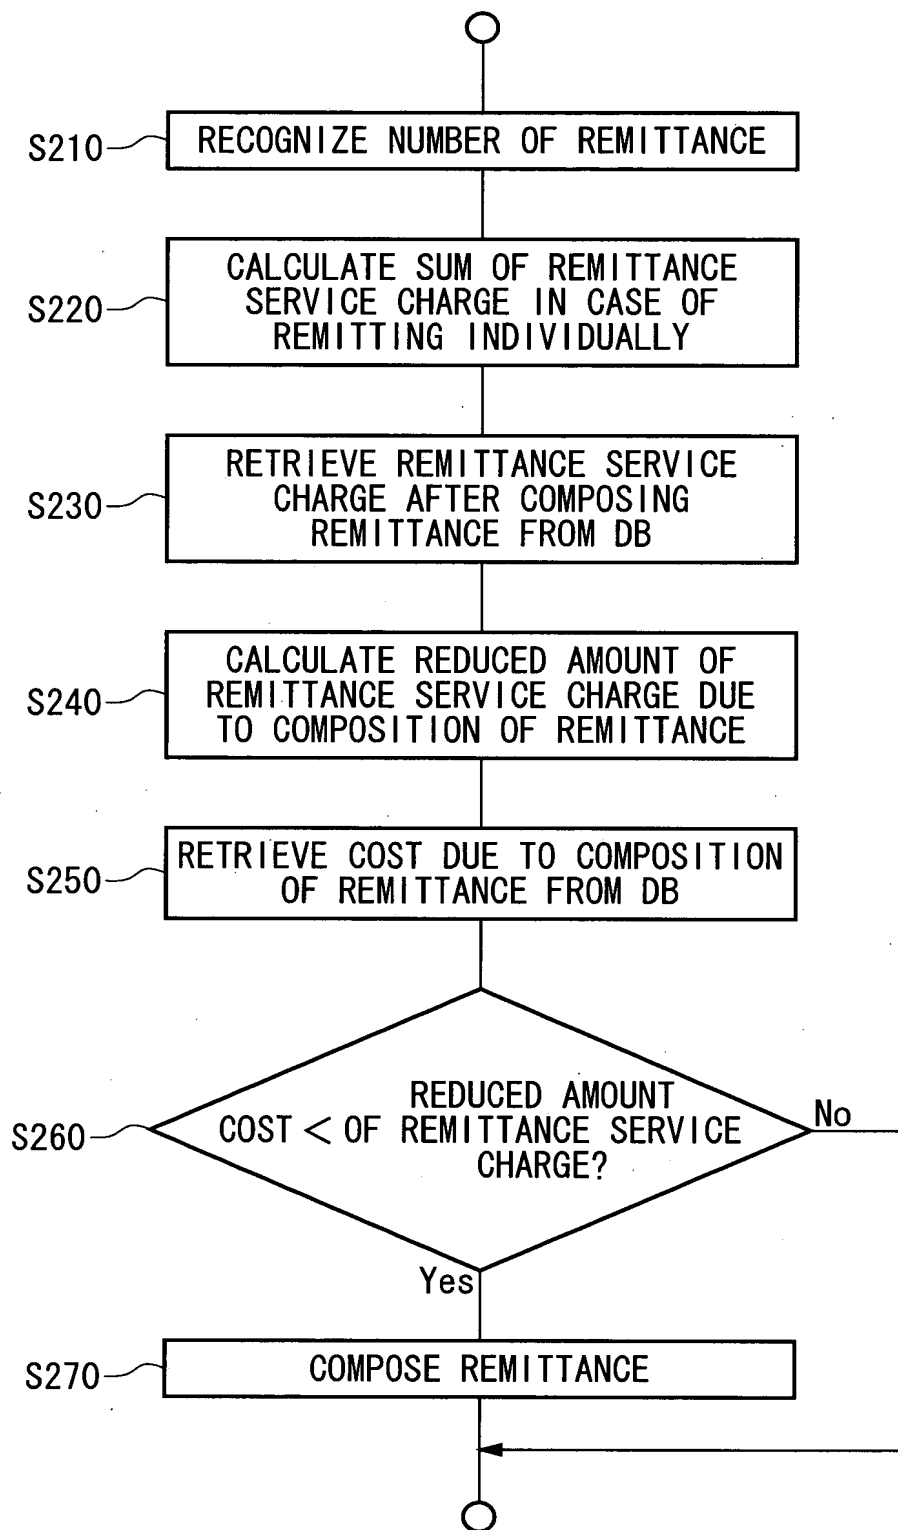 S210
RECOGNIZE NUMBER OF REMITTANCE
S220
CALCULATE SUM OF REMITTANCE
SERVICE CHARGE IN CASE OF
REMITTING INDIVIDUALLY
S230
RETRIEVE REMITTANCE SERVICE
CHARGE AFTER COMPOSING
REMITTANCE FROM DB
S240
CALCULATE REDUCED AMOUNT OF
REMITTANCE SERVICE CHARGE DUE
TO COMPOSITION OF REMITTANCE
S250
RETRIEVE COST DUE TO COMPOSITION
OF REMITTANCE FROM DB
S260
REDUCED AMOUNT
COST < OF REMITTANCE SERVICE
CHARGE?
No
Yes
S270
COMPOSE REMITTANCE